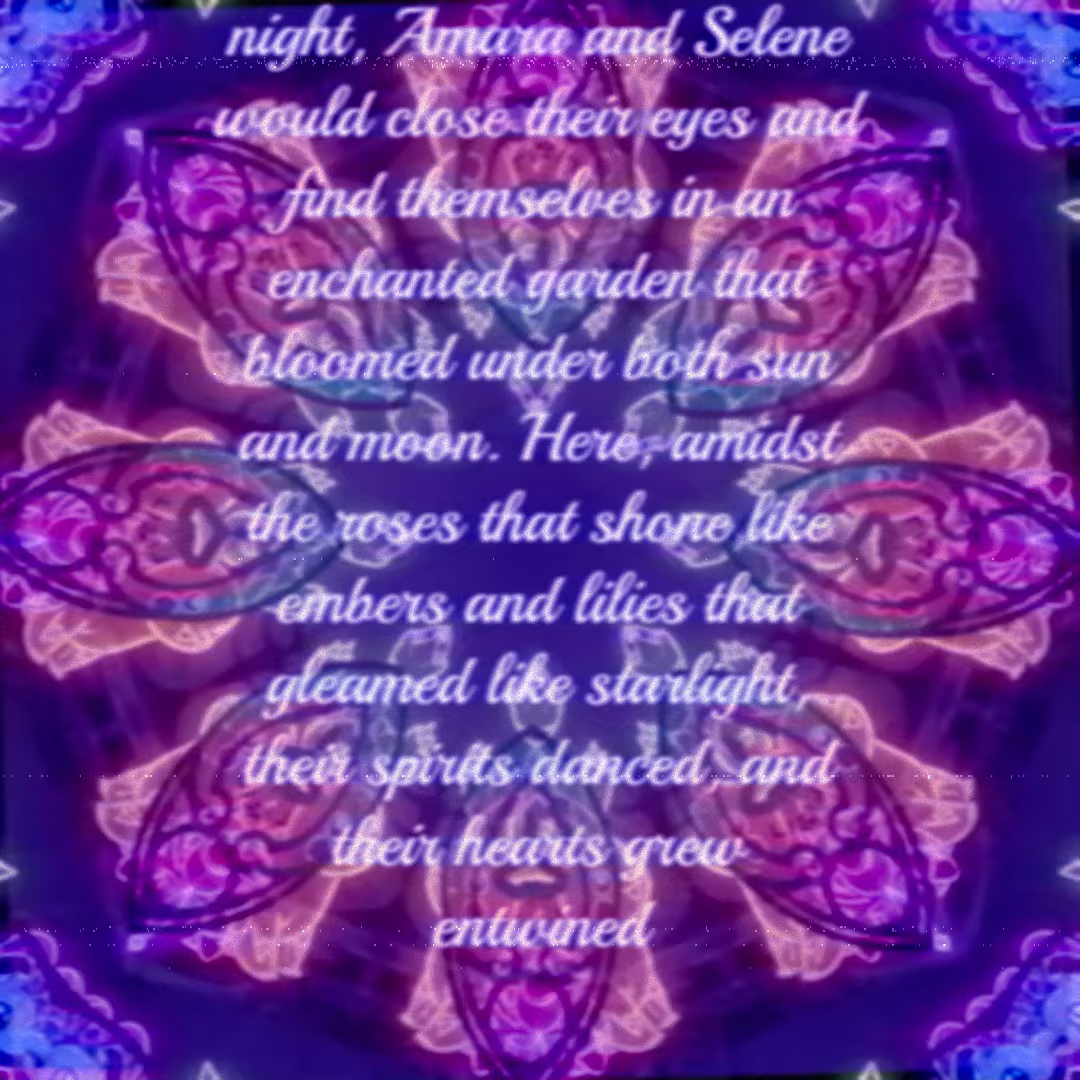 night, Amara and Selene
would close their eyes and
find themselves in an
enchanted garden that
bloomed under both sun
and moon. Here, amidst
the roses that shone like
embers and lilies that
gleamed like starlight,
their spirits danced, and
their hearts grew
entwined